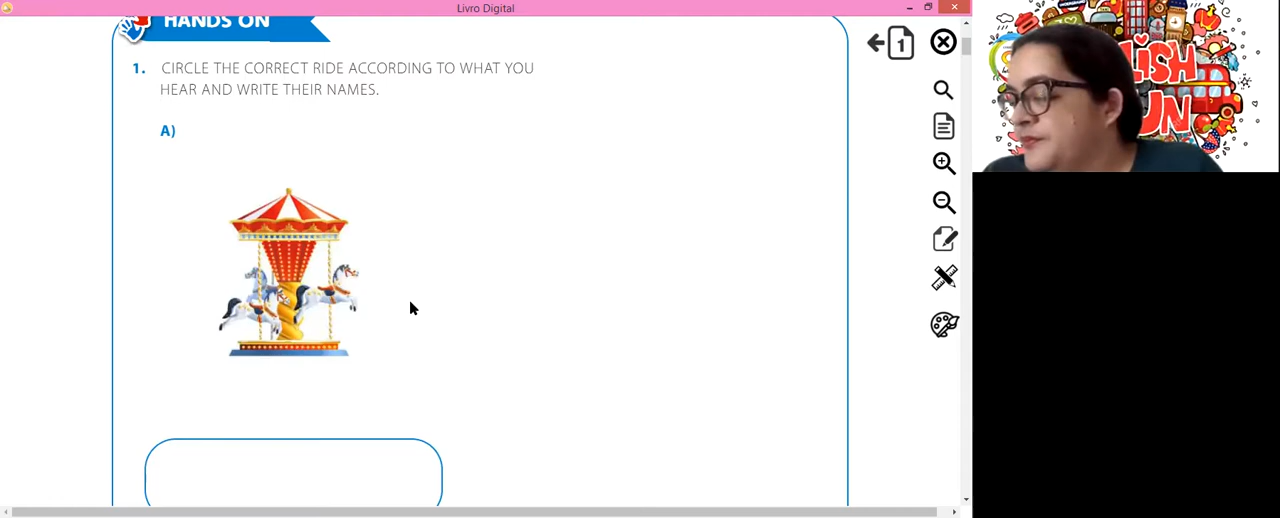 Livro Digital
HANDS ON
1
1. CIRCLE THE CORRECT RIDE ACCORDING TO WHAT YOU
HEAR AND WRITE THEIR NAMES.
A)